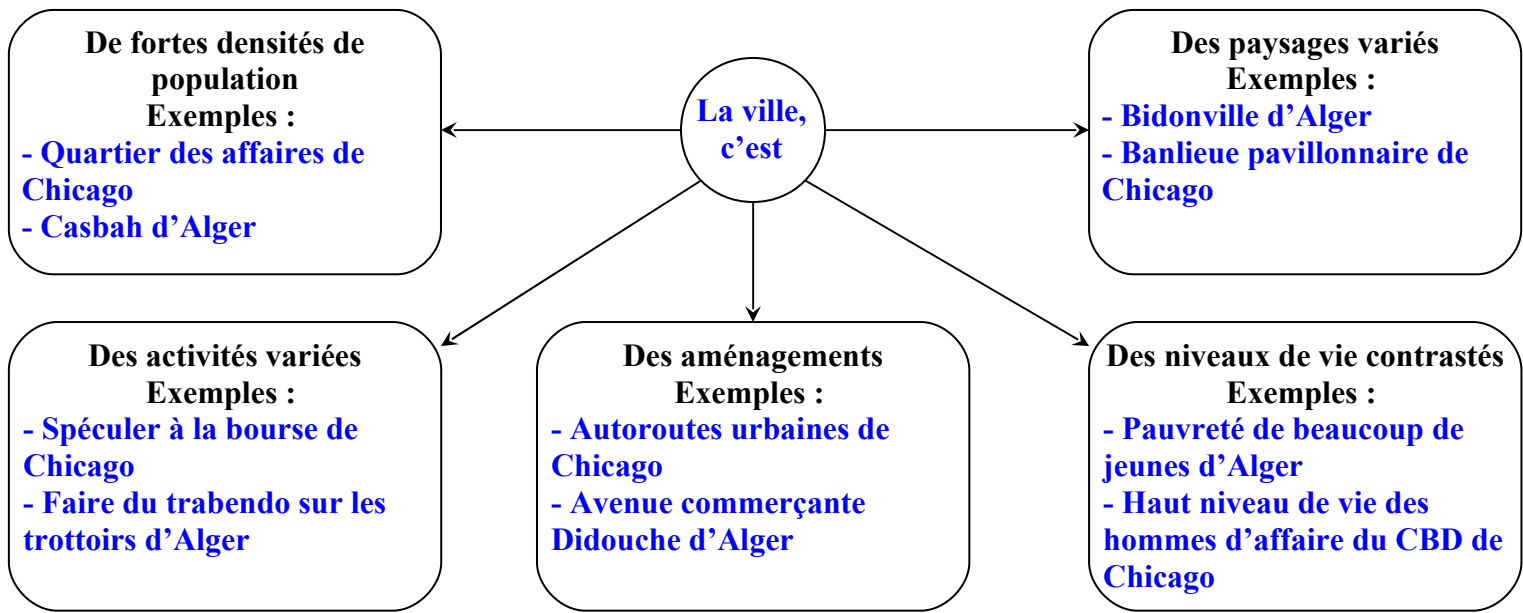 De fortes densités de
population
Exemples :
- Quartier des affaires de
Chicago
- Casbah d’Alger
La ville,
c’est
Des paysages variés
Exemples :
- Bidonville d’Alger
- Banlieue pavillonnaire de
Chicago
Des activités variées
Exemples :
- Spéculer à la bourse de
Chicago
- Faire du trabendo sur les
trottoirs d’Alger
Des aménagements
Exemples :
- Autoroutes urbaines de
Chicago
- Avenue commerçante
Didouche d’Alger
Des niveaux de vie contrastés
Exemples :
- Pauvreté de beaucoup de
jeunes d’Alger
- Haut niveau de vie des
hommes d’affaire du CBD de
Chicago